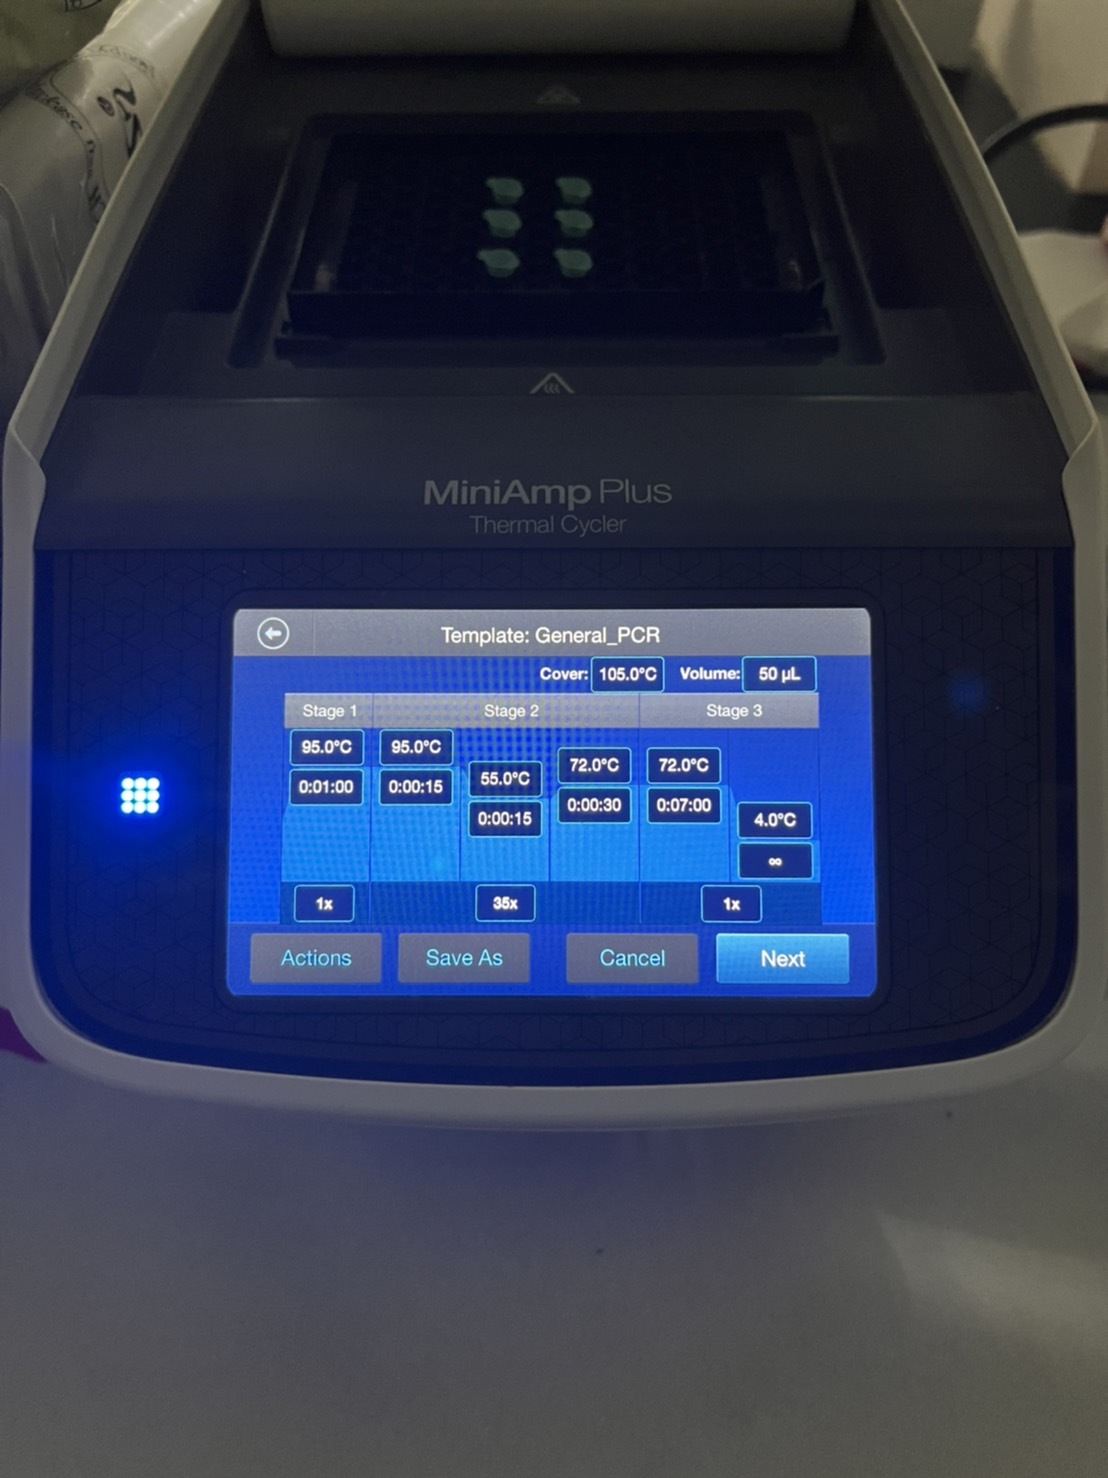 MiniAmp Plus
Thermal Cycler
Template: General_PCR
Cover: 105.0°C Volume: 50 µL
Stage 1 Stage 2 Stage 3
95.0°C 95.0°C 55.0°C 72.0°C 72.0°C 4.0°C
0:01:00 0:00:15 0:00:15 0:00:30 0:07:00 ∞
1x 35x 1x
Actions Save As Cancel Next